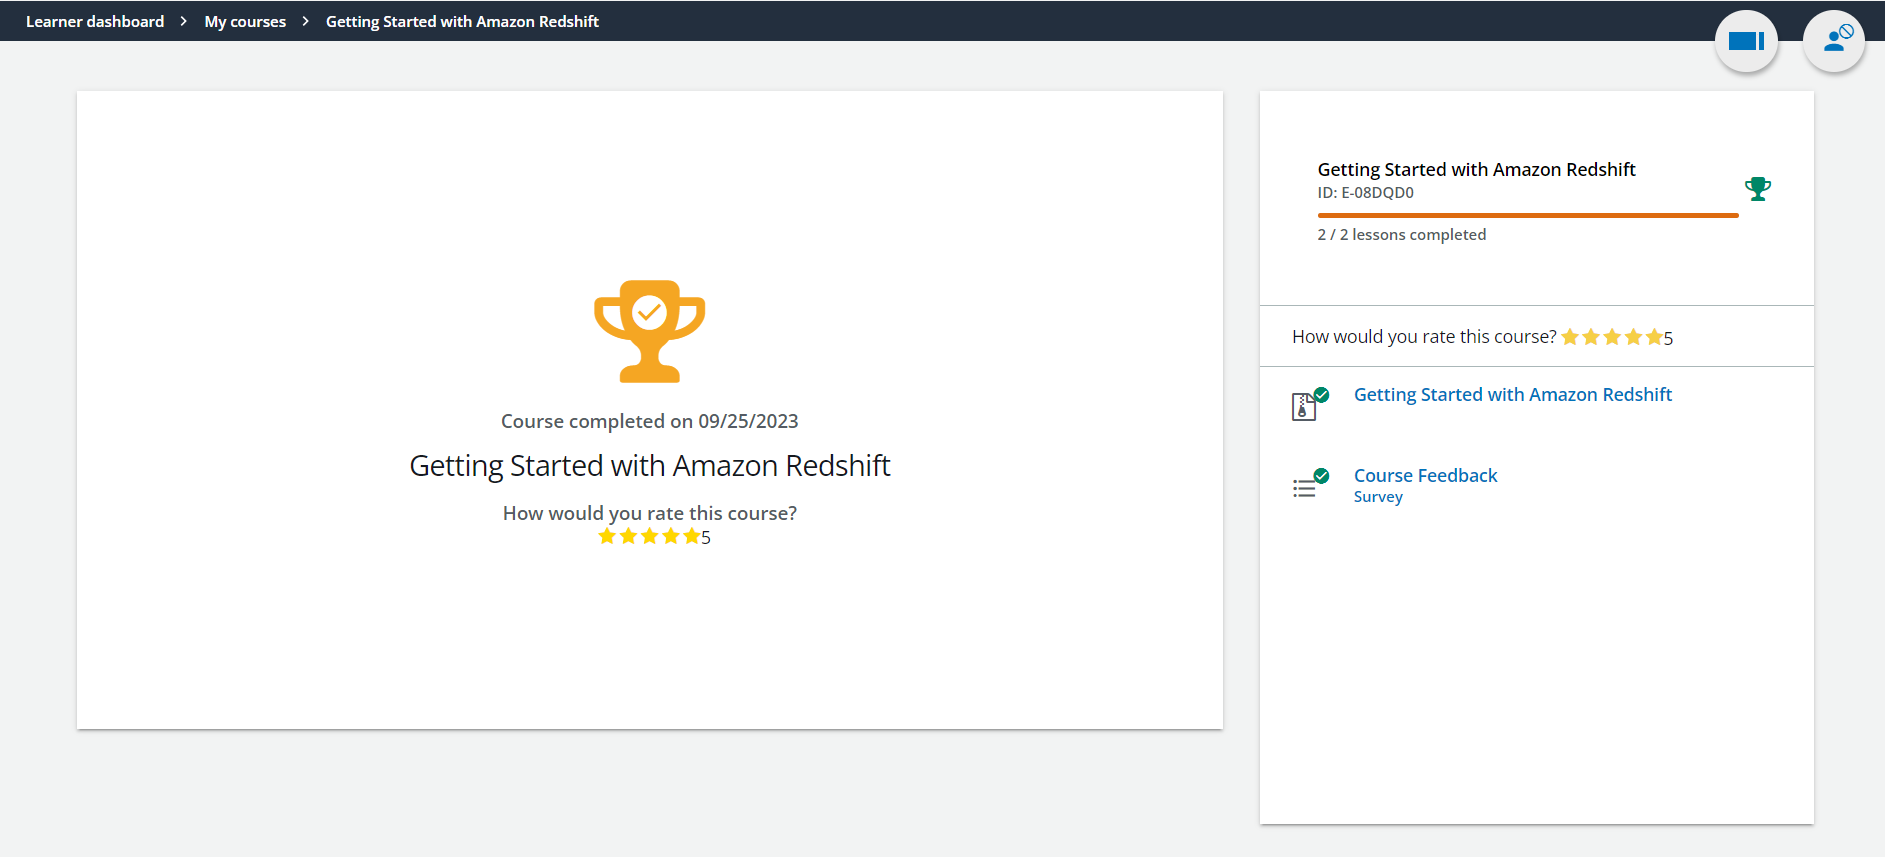 Learner dashboard > My courses > Getting Started with Amazon Redshift
Course completed on 09/25/2023
Getting Started with Amazon Redshift
How would you rate this course?
5
Getting Started with Amazon Redshift
ID: E-08DQD0
2 / 2 lessons completed
How would you rate this course? 5
Getting Started with Amazon Redshift
Course Feedback
Survey